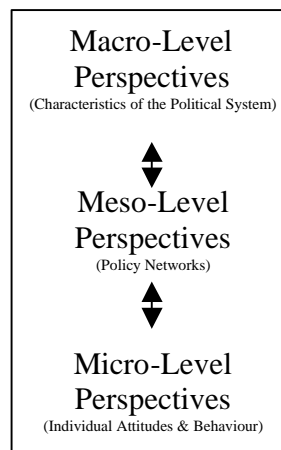 Macro-Level
Perspectives
(Characteristics of the Political System)
Meso-Level
Perspectives
(Policy Networks)
Micro-Level
Perspectives
(Individual Attitudes & Behaviour)